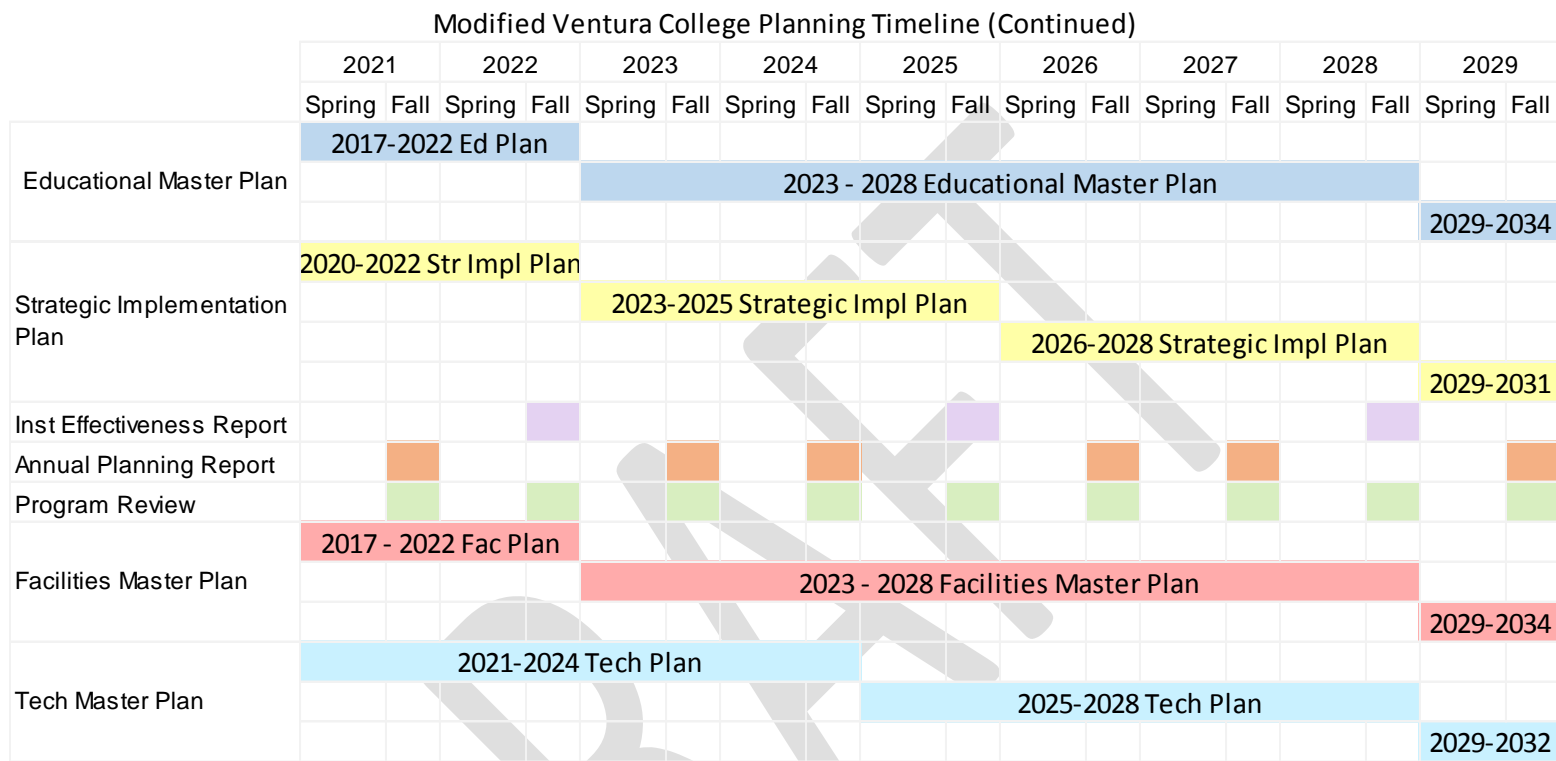 Modified Ventura College Planning Timeline (Continued)
2021 2022 2023 2024 2025 2026 2027 2028 2029
Spring Fall Spring Fall Spring Fall Spring Fall Spring Fall Spring Fall Spring Fall Spring Fall Spring Fall
Educational Master Plan
2017-2022 Ed Plan
2023 - 2028 Educational Master Plan
2029-2034
Strategic Implementation
Plan
2020-2022 Str Impl Plan
2023-2025 Strategic Impl Plan
2026-2028 Strategic Impl Plan
2029-2031
Inst Effectiveness Report
Annual Planning Report
Program Review
Facilities Master Plan
2017 - 2022 Fac Plan
2023 - 2028 Facilities Master Plan
2029-2034
Tech Master Plan
2021-2024 Tech Plan
2025-2028 Tech Plan
2029-2032
DRAFT